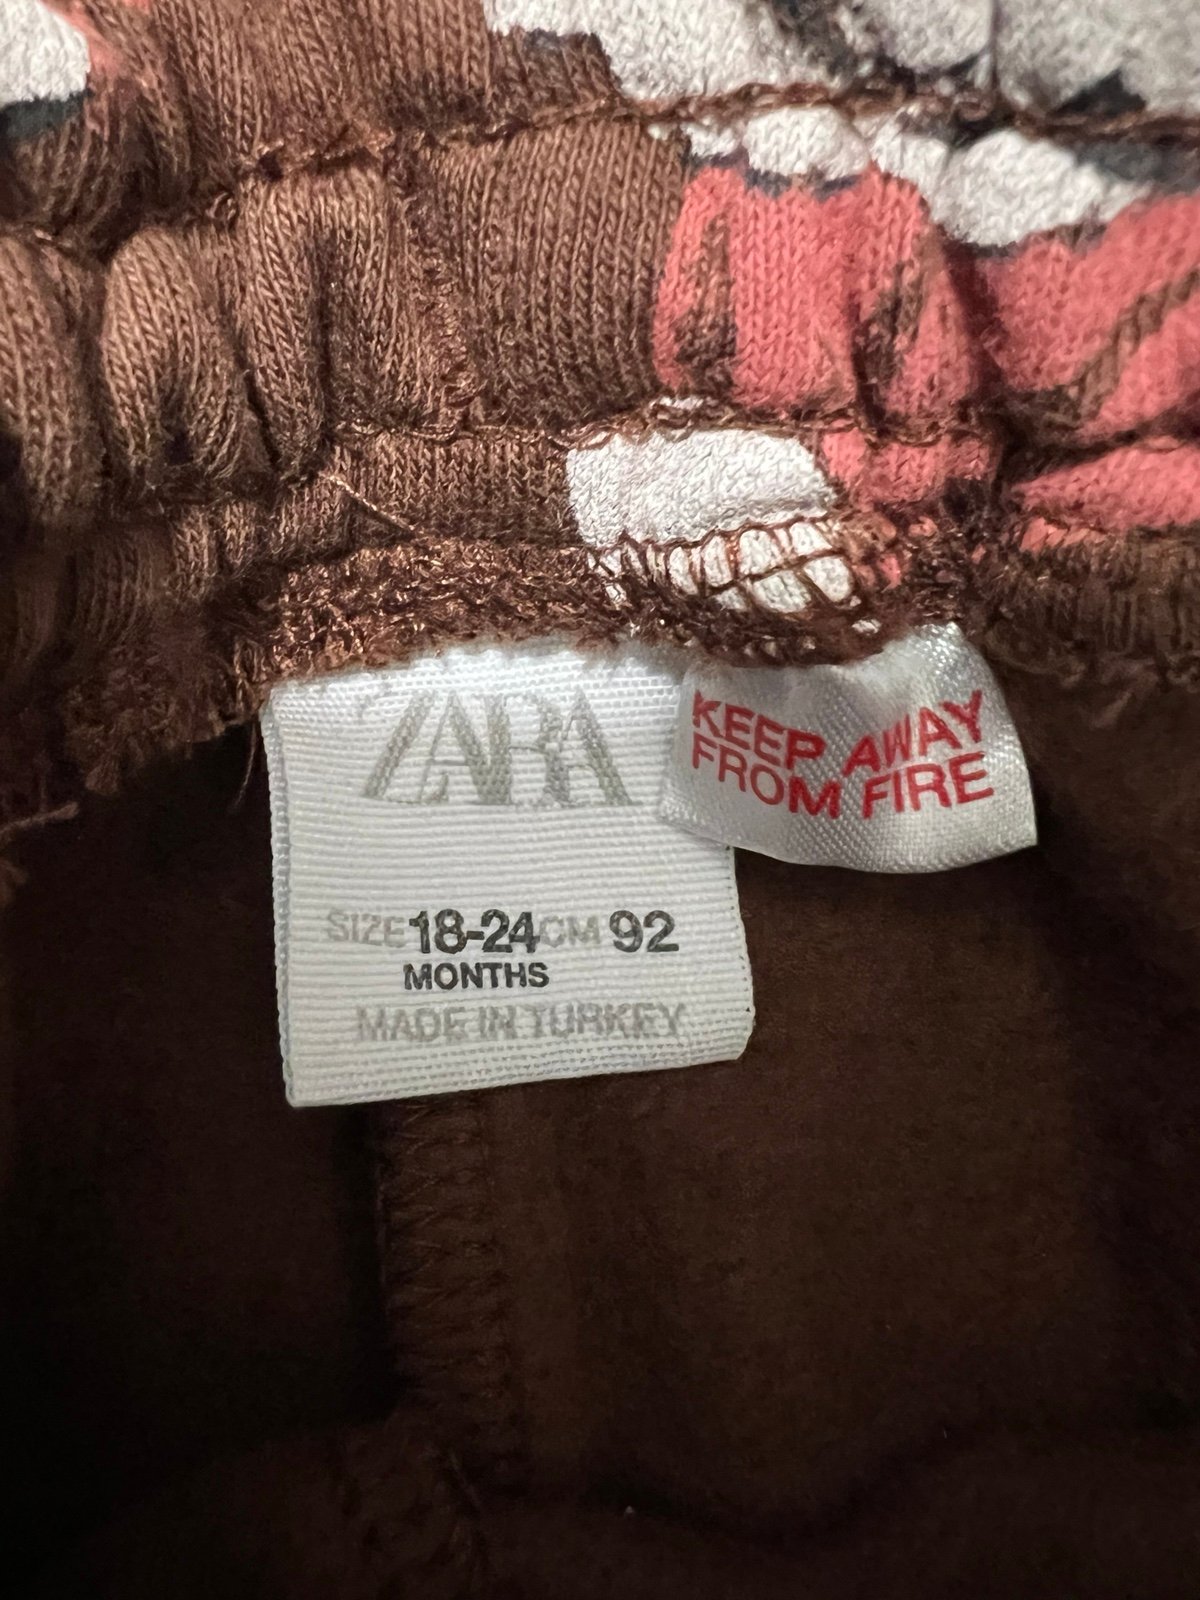 ZARA
SIZE 18-24 CM 92
MONTHS
MADE IN TURKEY
KEEP AWAY
FROM FIRE